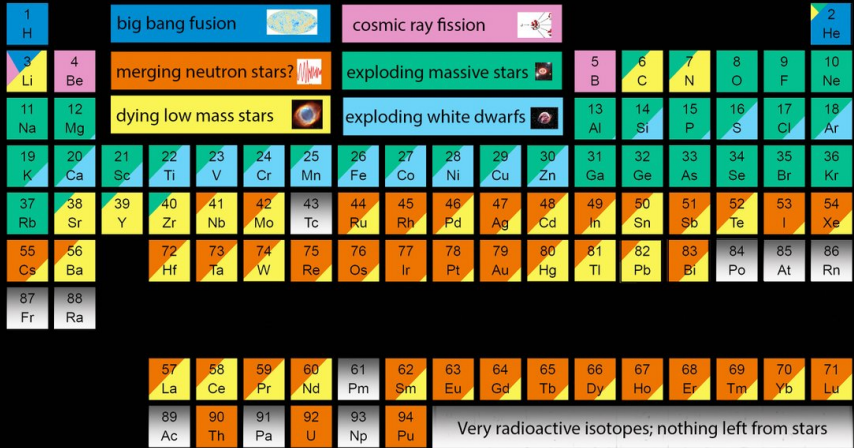 1 big bang fusion cosmic ray fission 2
H He
3 4 merging neutron stars? exploding massive stars 5 6 7 8 9 10
Li Be B C N O F Ne
11 12 dying low mass stars exploding white dwarfs 13 14 15 16 17 18
Na Mg Al Si P S Cl Ar
19 20 21 22 23 24 25 26 27 28 29 30 31 32 33 34 35 36
K Ca Sc Ti V Cr Mn Fe Co Ni Cu Zn Ga Ge As Se Br Kr
37 38 39 40 41 42 43 44 45 46 47 48 49 50 51 52 53 54
Rb Sr Y Zr Nb Mo Tc Ru Rh Pd Ag Cd In Sn Sb Te I Xe
55 56 72 73 74 75 76 77 78 79 80 81 82 83 84 85 86
Cs Ba Hf Ta W Re Os Ir Pt Au Hg Tl Pb Bi Po At Rn
87 88
Fr Ra
57 58 59 60 61 62 63 64 65 66 67 68 69 70 71
La Ce Pr Nd Pm Sm Eu Gd Tb Dy Ho Er Tm Yb Lu
89 90 91 92 93 94 Very radioactive isotopes; nothing left from stars
Ac Th Pa U Np Pu